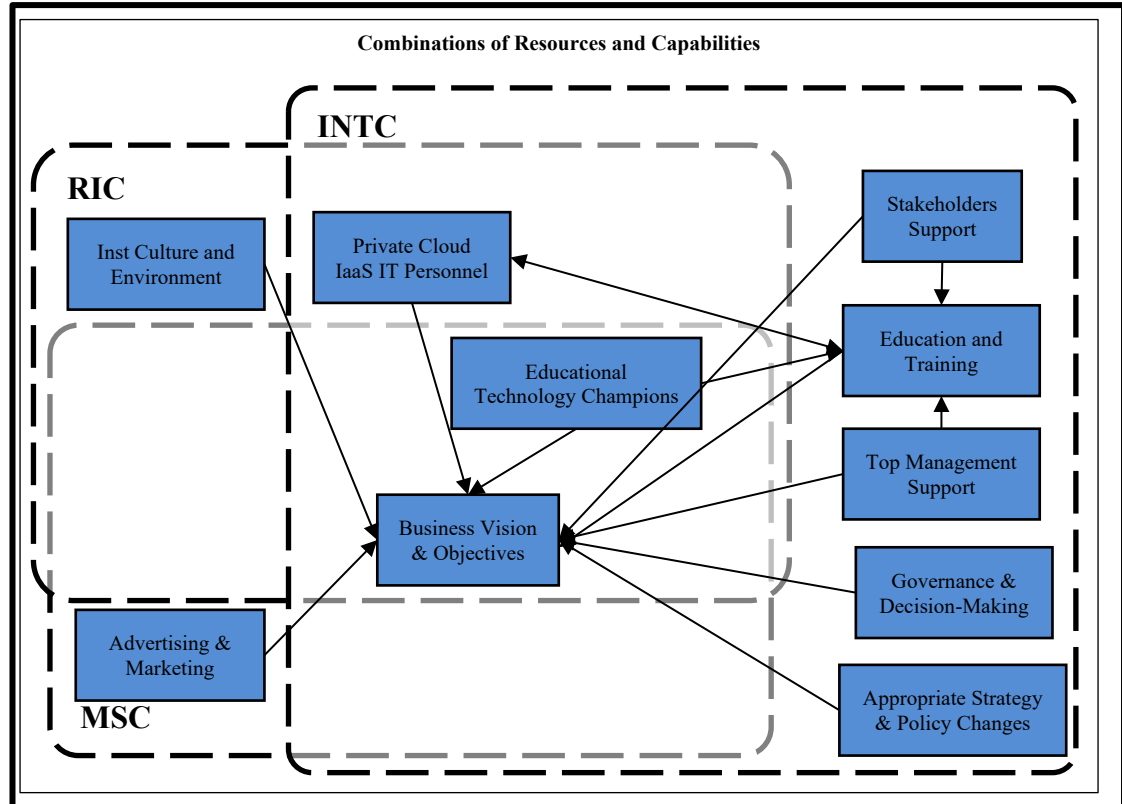 Combinations of Resources and Capabilities
INTC
RIC
Inst Culture and
Environment
Private Cloud
IaaS IT Personnel
Stakeholders
Support
Educational
Technology Champions
Education and
Training
Business Vision
& Objectives
Top Management
Support
Governance &
Decision-Making
Advertising &
Marketing
MSC
Appropriate Strategy
& Policy Changes